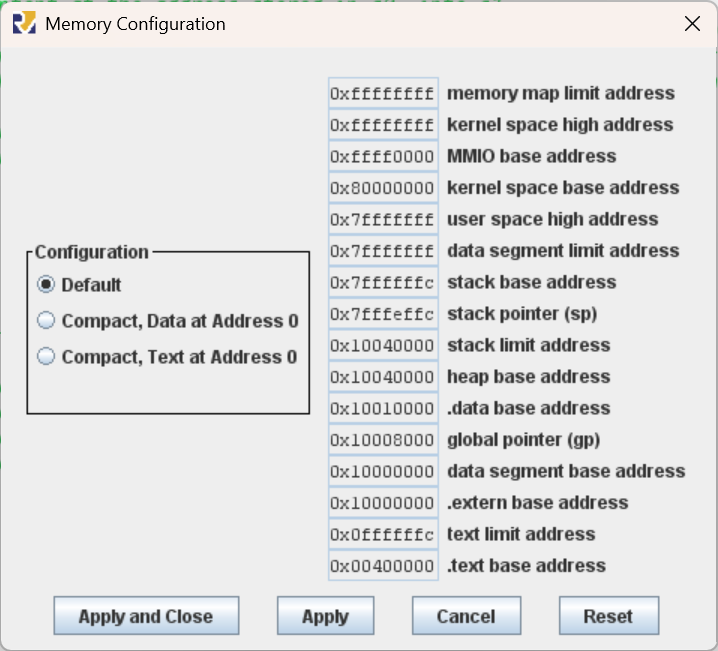 Memory Configuration
0xffffffff memory map limit address
0xffffffff kernel space high address
0xffff0000 MMIO base address
0x80000000 kernel space base address
0x7fffffff user space high address
0x7fffffff data segment limit address
0x7ffffffc stack base address
0x7fffeffc stack pointer (sp)
0x10040000 stack limit address
0x10040000 heap base address
0x10010000 .data base address
0x10008000 global pointer (gp)
0x10000000 data segment base address
0x10000000 .extern base address
0x0ffffffc text limit address
0x00400000 .text base address
Configuration
Default
Compact, Data at Address 0
Compact, Text at Address 0
Apply and Close Apply Cancel Reset